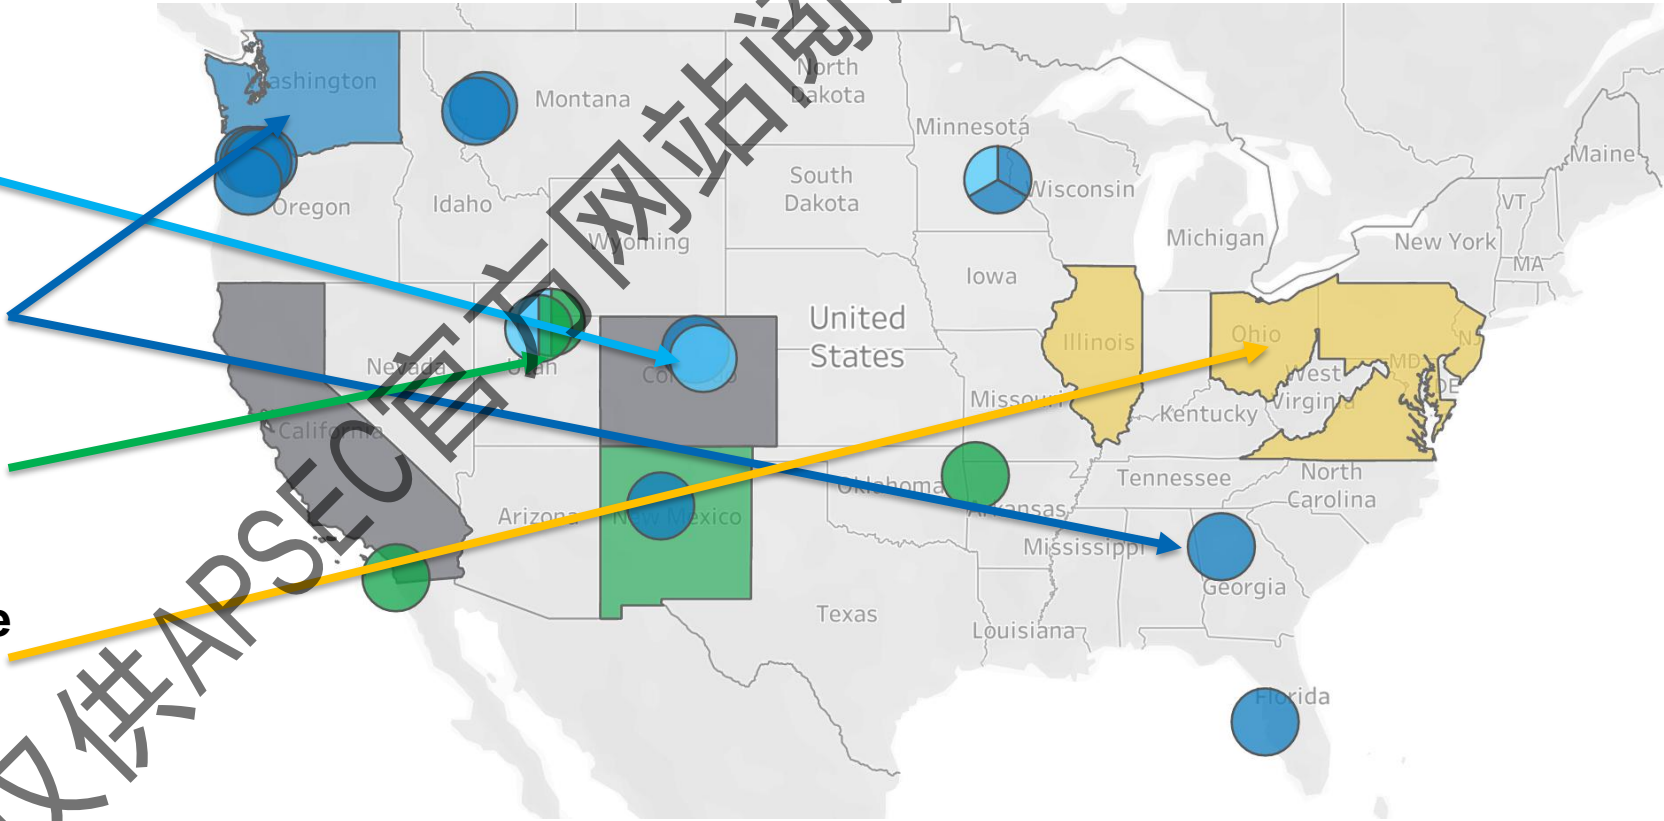 Washington
Montana
North
Dakota
Minnesota
Maine
South
Dakota
Wisconsin
Oregon
Idaho
VT
Wyoming
Michigan
New York
MA
Iowa
United
States
Illinois
Ohio
NJ
Nevada
Utah
Colorado
West
Virginia
MD
DE
Missouri
Kentucky
California
Tennessee
North
Carolina
Oklahoma
Arizona
New Mexico
Arkansas
Mississippi
Georgia
Texas
Louisiana
e
Florida
仅供APSEC官方网站阅